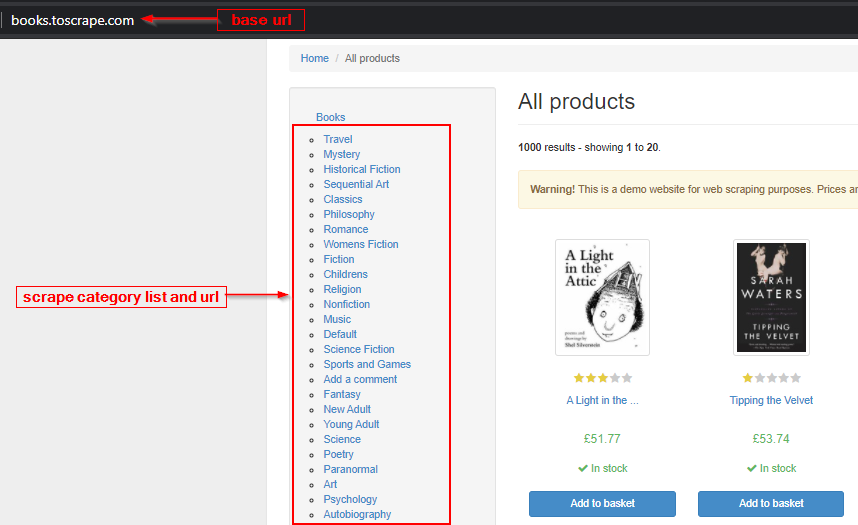 books.toscrape.com
base url
Home / All products
Books
Travel
Mystery
Historical Fiction
Sequential Art
Classics
Philosophy
Romance
Womens Fiction
Fiction
Childrens
Religion
Nonfiction
Music
Default
Science Fiction
Sports and Games
Add a comment
Fantasy
New Adult
Young Adult
Science
Poetry
Paranormal
Art
Psychology
Autobiography
scrape category list and url
All products
1000 results - showing 1 to 20.
Warning! This is a demo website for web scraping purposes. Prices ar
A Light
in the
Attic
poems and
drawings by
Shel Silverstein
A Light in the ...
£51.77
In stock
Add to basket
SARAH
WATERS
TIPPING
THE VELVET
Tipping the Velvet
£53.74
In stock
Add to basket